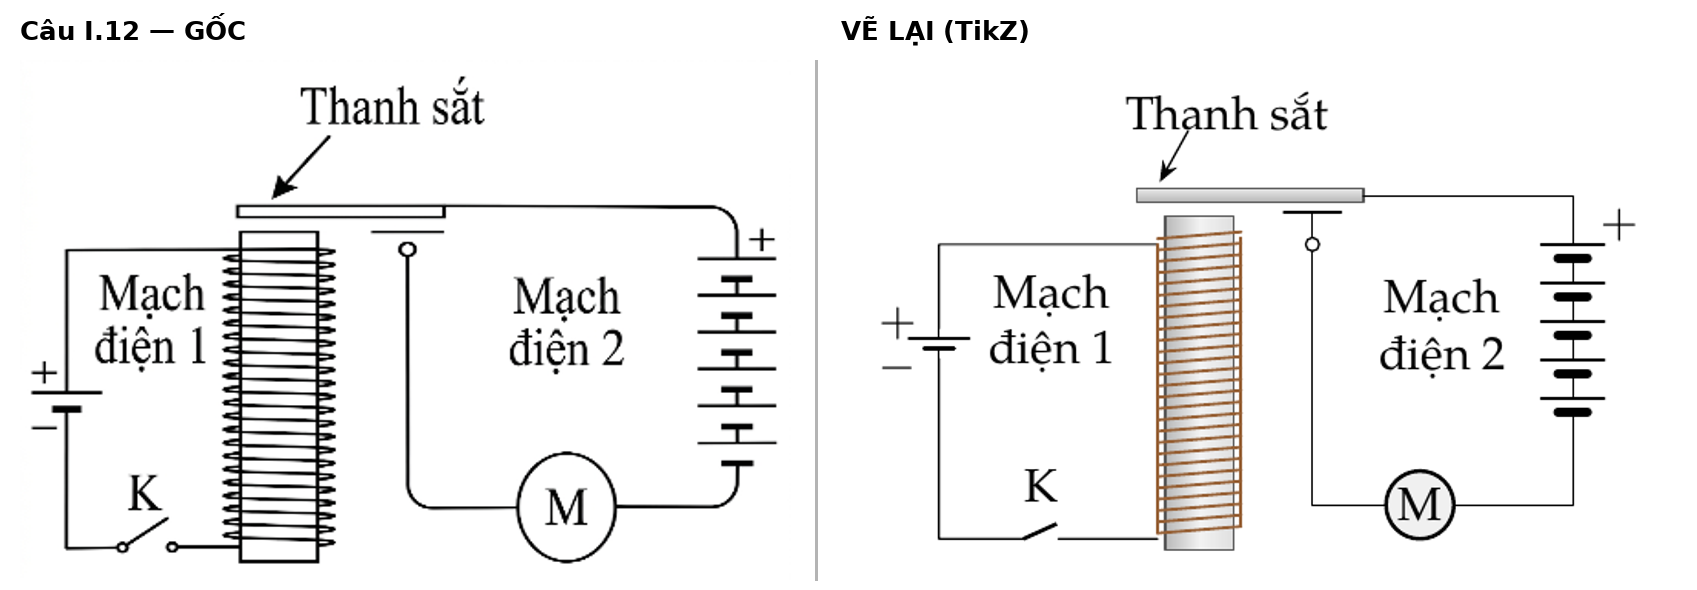 Câu I.12 — GỐC
Thanh sắt
+
Mạch
điện 1
Mạch
điện 2
+
−
K
M
VẼ LẠI (TikZ)
Thanh sắt
+
Mạch
điện 1
Mạch
điện 2
+
−
K
M